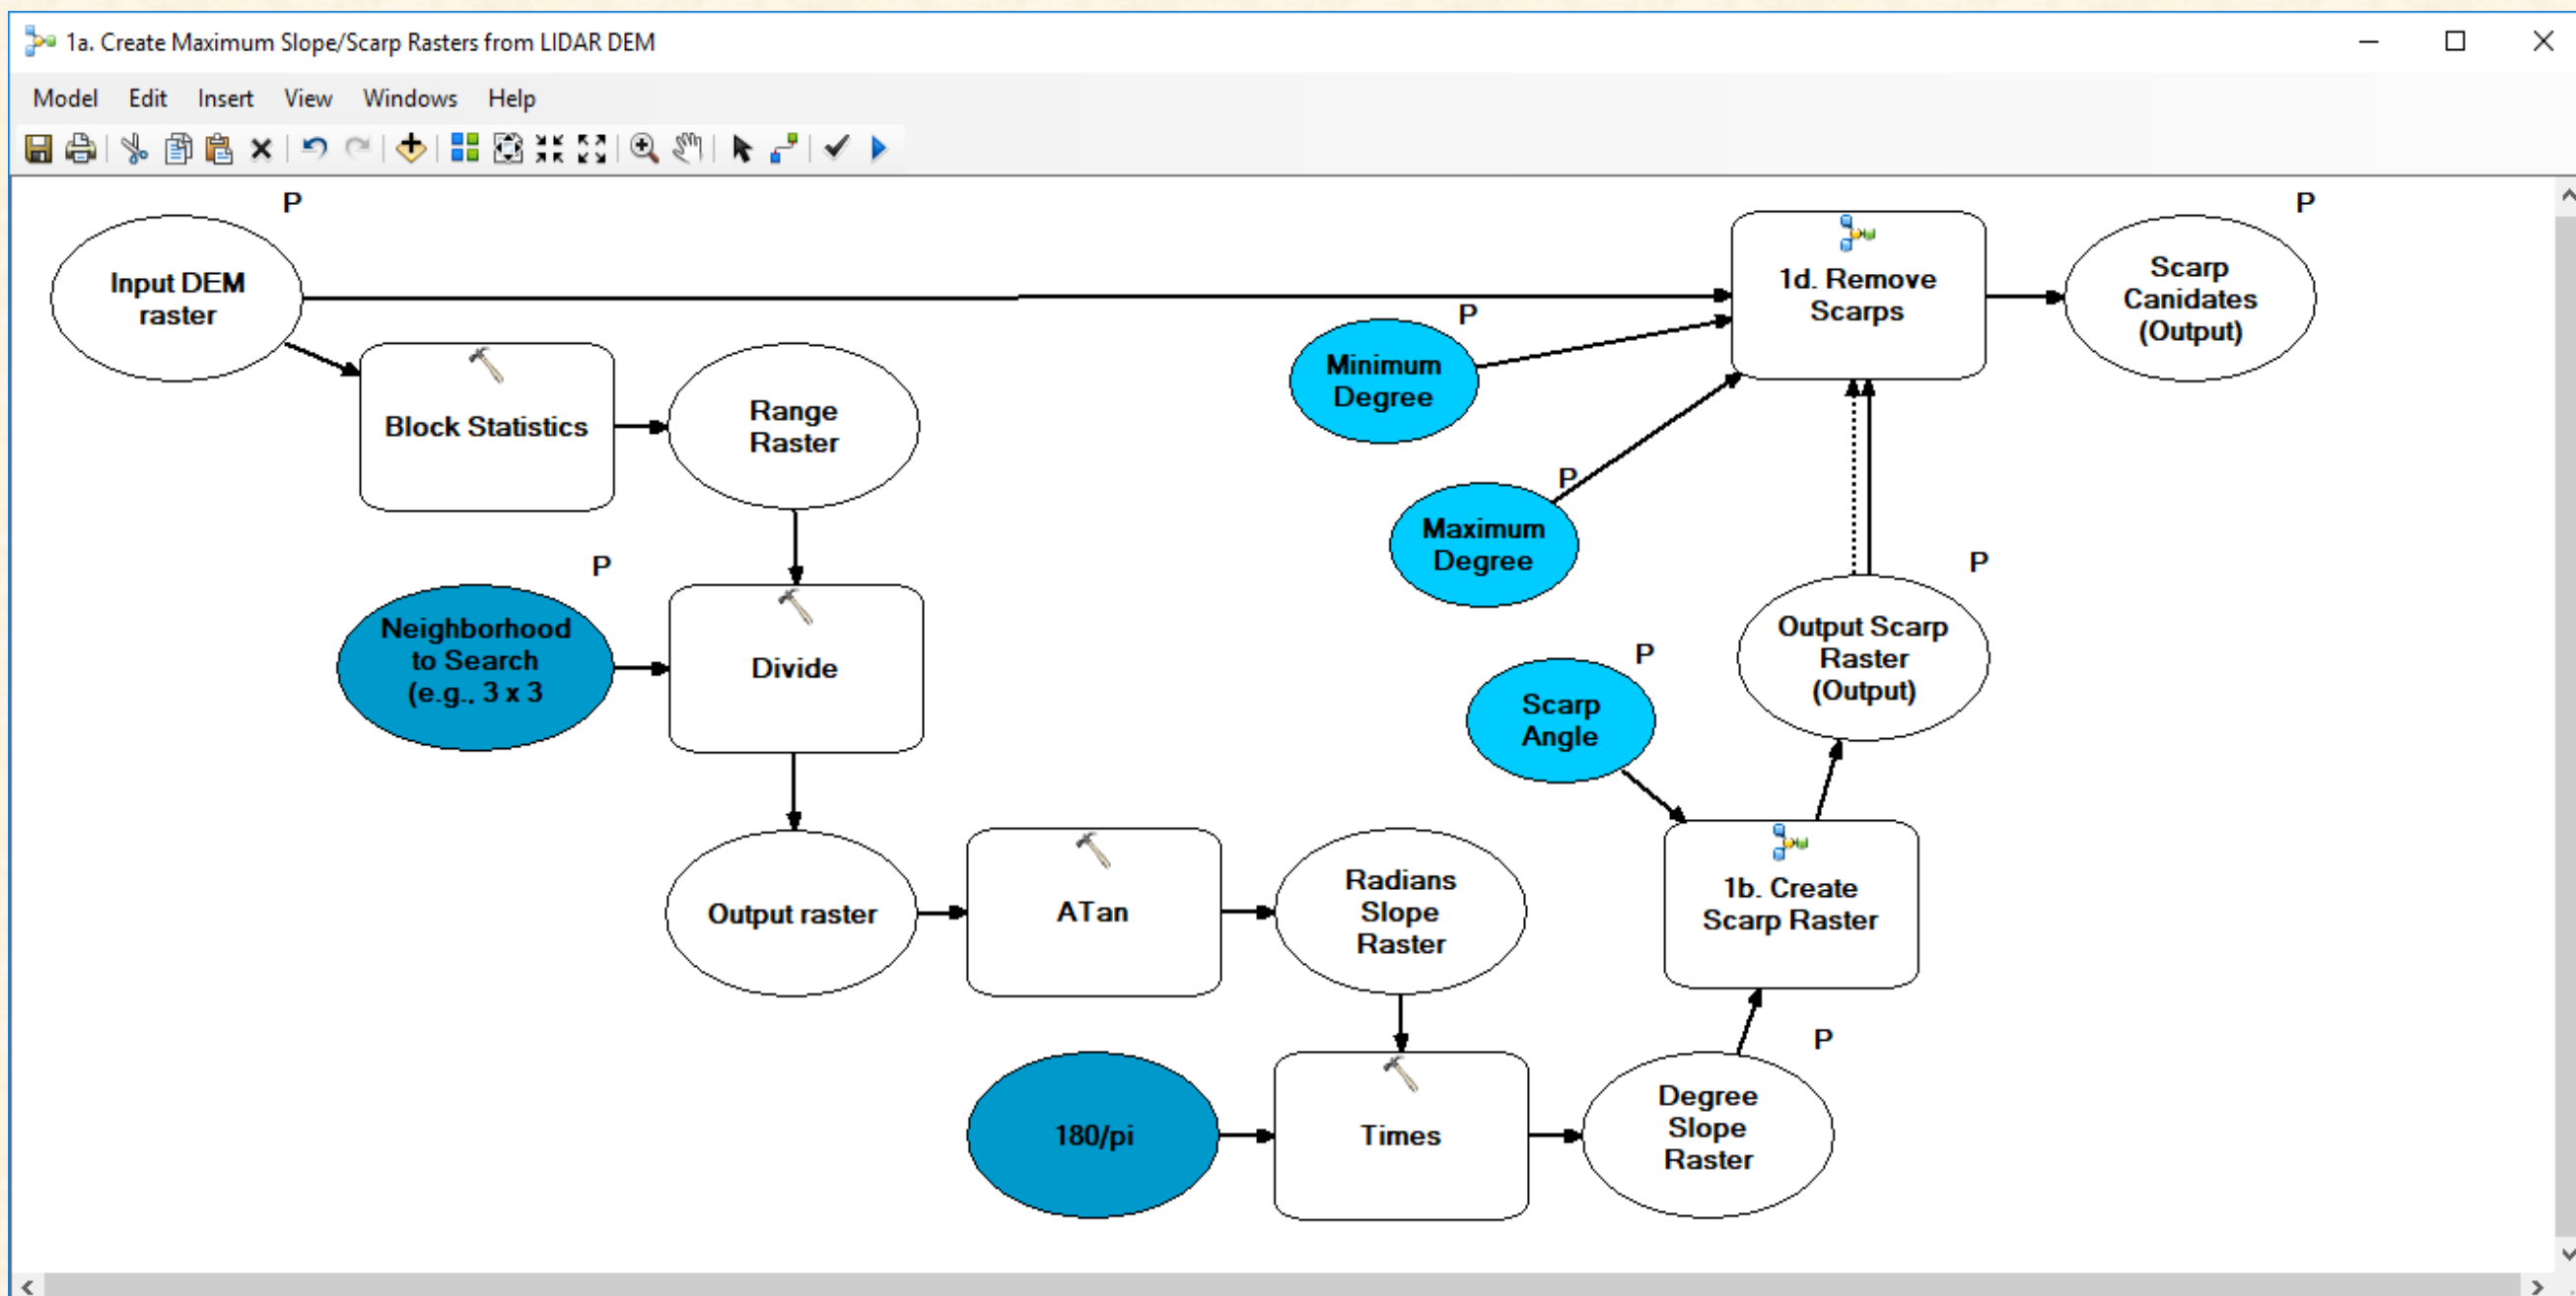 1a. Create Maximum Slope/Scarp Rasters from LIDAR DEM
Model Edit Insert View Windows Help
P
Input DEM
raster
Block Statistics
Range
Raster
P
Neighborhood
to Search
(e.g., 3 x 3
Divide
Output raster
ATan
Radians
Slope
Raster
180/pi
Times
P
Degree
Slope
Raster
P
Scarp
Angle
1b. Create
Scarp Raster
P
Output Scarp
Raster
(Output)
P
Minimum
Degree
P
Maximum
Degree
1d. Remove
Scarps
P
Scarp
Canidates
(Output)